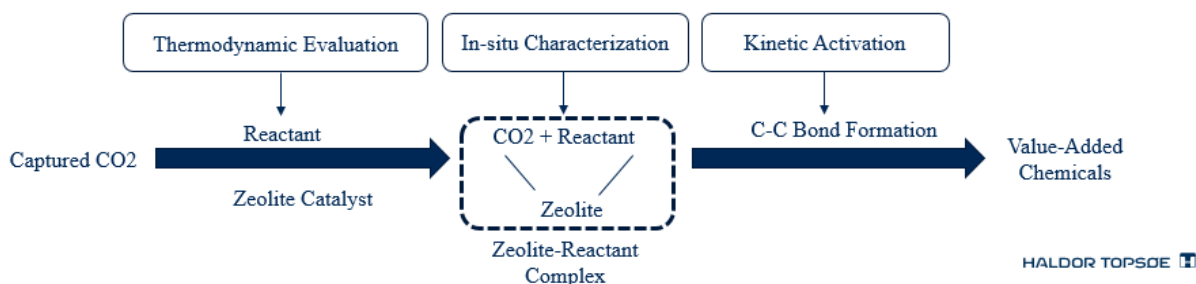 Thermodynamic Evaluation
In-situ Characterization
Kinetic Activation
Reactant
CO2 + Reactant
C-C Bond Formation
Captured CO2
Value-Added
Chemicals
Zeolite Catalyst
Zeolite
Zeolite-Reactant
Complex
HALDOR TOPSØE